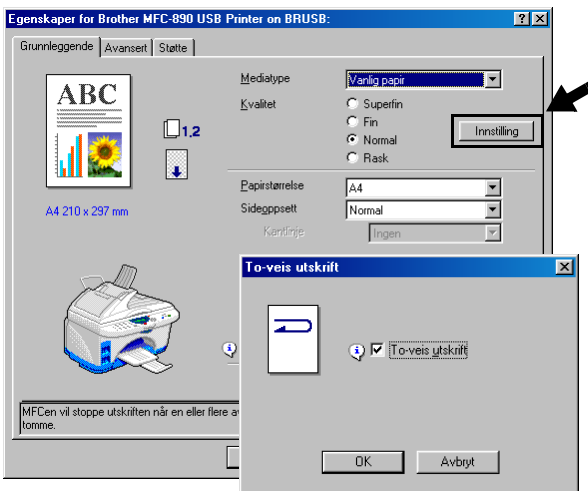 Egenskaper for Brother MFC-890 USB Printer on BRUSB:
Grunnleggende Avansert Støtte
ABC
1.2
A4 210 x 297 mm
Mediatype Vanlig papir
Kvalitet
Superfin
Fin
Normal
Rask
Innstilling
Papirstørrelse A4
Sideoppsett Normal
Kantlinje Ingen
MFCen vil stoppe utskriften når en eller flere av
tomme.
To-veis utskrift
To-veis utskrift
OK Avbryt